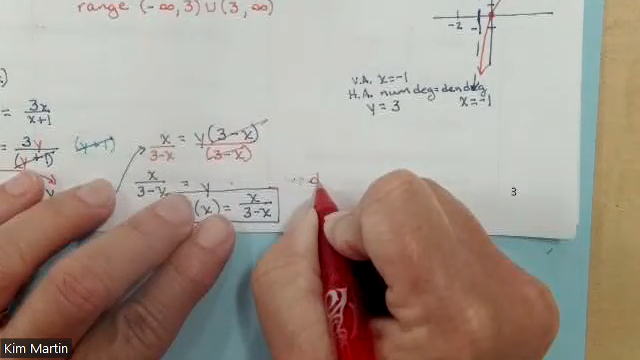 range (-∞, 3) ∪ (3, ∞)
-2
V.A. x=-1
H.A. num deg = den deg
y = 3
x=-1
= 3x/(x+1)
= 3y/(y+1) (y+1)
x/(3-x) = y(3-x)/(3-x)
x/(3-x) = y
(x) = x/(3-x)
3
Kim Martin